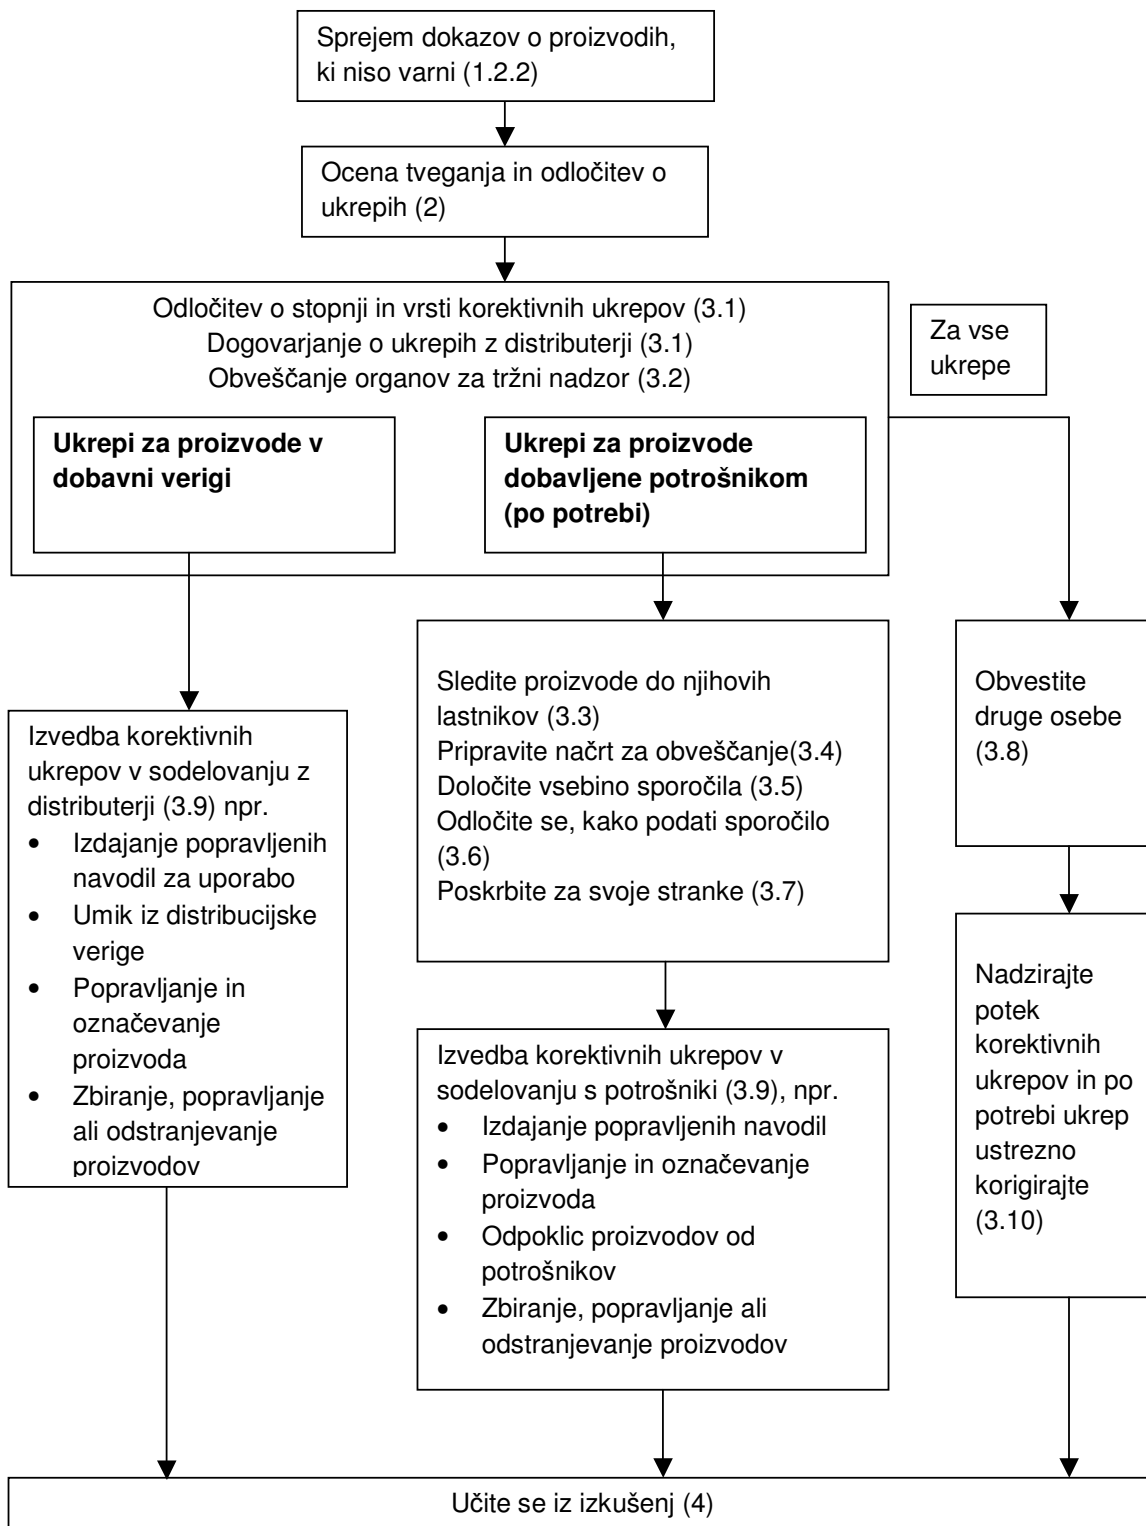 Sprejem dokazov o proizvodih,
ki niso varni (1.2.2)
Ocena tveganja in odločitev o
ukrepih (2)
Odločitev o stopnji in vrsti korektivnih ukrepov (3.1)
Dogovarjanje o ukrepih z distributerji (3.1)
Obveščanje organov za tržni nadzor (3.2)
Za vse
ukrepe
Ukrepi za proizvode v
dobavni verigi
Ukrepi za proizvode
dobavljene potrošnikom
(po potrebi)
Izvedba korektivnih
ukrepov v sodelovanju z
distributerji (3.9) npr.
• Izdajanje popravljenih
navodil za uporabo
• Umik iz distribucijske
verige
• Popravljanje in
označevanje
proizvoda
• Zbiranje, popravljanje
ali odstranjevanje
proizvodov
Sledite proizvode do njihovih
lastnikov (3.3)
Pripravite načrt za obveščanje(3.4)
Določite vsebino sporočila (3.5)
Odločite se, kako podati sporočilo
(3.6)
Poskrbite za svoje stranke (3.7)
Izvedba korektivnih ukrepov v
sodelovanju s potrošniki (3.9), npr.
• Izdajanje popravljenih navodil
• Popravljanje in označevanje
proizvoda
• Odpoklic proizvodov od
potrošnikov
• Zbiranje, popravljanje ali
odstranjevanje proizvodov
Obvestite
druge osebe
(3.8)
Nadzirajte
potek
korektivnih
ukrepov in po
potrebi ukrep
ustrezno
korigirajte
(3.10)
Učite se iz izkušenj (4)